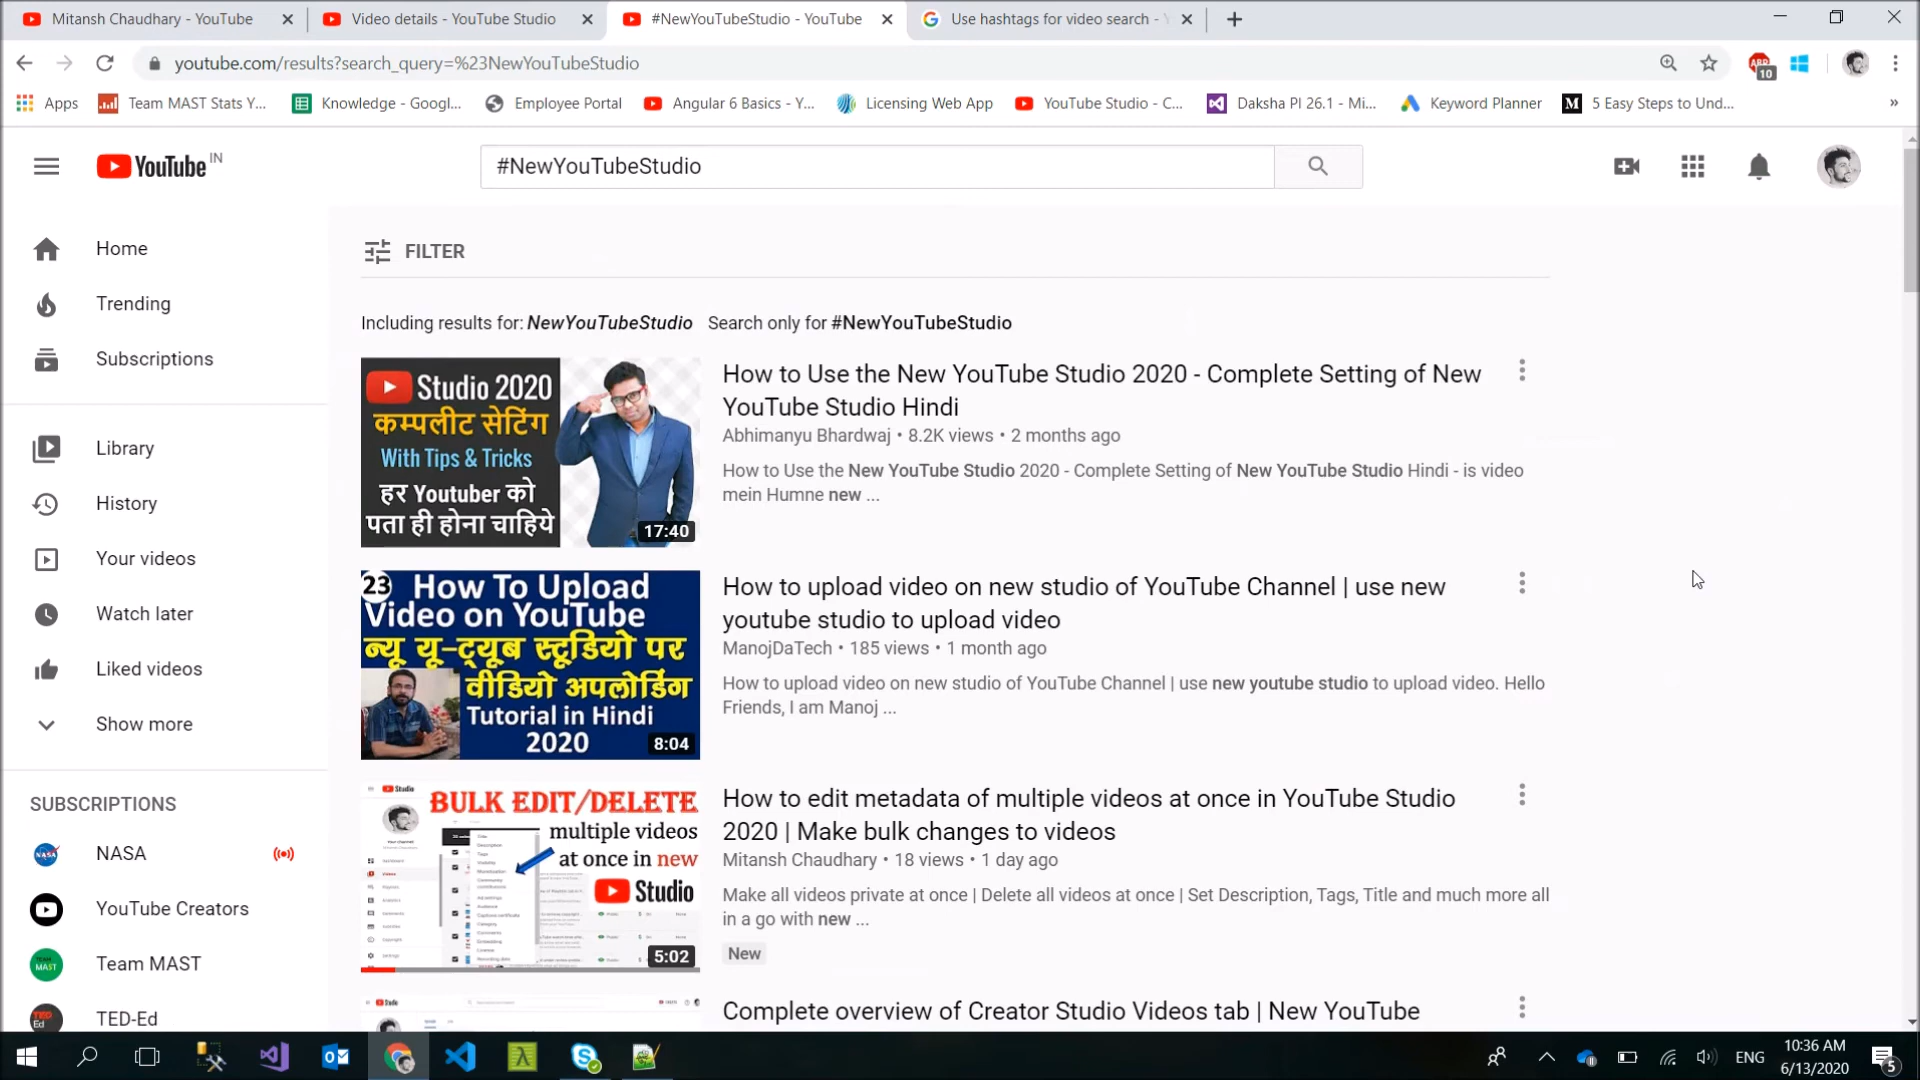 Mitansh Chaudhary - YouTube
Video details - YouTube Studio
#NewYouTubeStudio - YouTube
Use hashtags for video search -
youtube.com/results?search_query=%23NewYouTubeStudio
ABP
10
Apps
Team MAST Stats Y...
Knowledge - Googl...
Employee Portal
Angular 6 Basics - Y...
Licensing Web App
YouTube Studio - C...
Daksha PI 26.1 - Mi...
Keyword Planner
M
5 Easy Steps to Und...
»
YouTube IN
#NewYouTubeStudio
Home
Trending
Subscriptions
Library
History
Your videos
Watch later
Liked videos
Show more
SUBSCRIPTIONS
NASA
NASA
YouTube Creators
TEAM
MAST
Team MAST
TED
Ed
TED-Ed
FILTER
Including results for: NewYouTubeStudio Search only for #NewYouTubeStudio
Studio 2020
कम्पलीट सेटिंग
With Tips & Tricks
हर Youtuber को
पता ही होना चाहिये
17:40
How to Use the New YouTube Studio 2020 - Complete Setting of New
YouTube Studio Hindi
Abhimanyu Bhardwaj • 8.2K views • 2 months ago
How to Use the New YouTube Studio 2020 - Complete Setting of New YouTube Studio Hindi - is video
mein Humne new ...
23 How To Upload
Video on YouTube
न्यू यू-ट्यूब स्टूडियो पर
वीडियो अपलोडिंग
Tutorial in Hindi
2020
8:04
How to upload video on new studio of YouTube Channel | use new
youtube studio to upload video
ManojDaTech • 185 views • 1 month ago
How to upload video on new studio of YouTube Channel | use new youtube studio to upload video. Hello
Friends, I am Manoj ...
Studio
BULK EDIT/DELETE
multiple videos
at once in new
Studio
5:02
How to edit metadata of multiple videos at once in YouTube Studio
2020 | Make bulk changes to videos
Mitansh Chaudhary • 18 views • 1 day ago
Make all videos private at once | Delete all videos at once | Set Description, Tags, Title and much more all
in a go with new ...
New
Studio
Complete overview of Creator Studio Videos tab | New YouTube
ENG
10:36 AM
6/13/2020
5